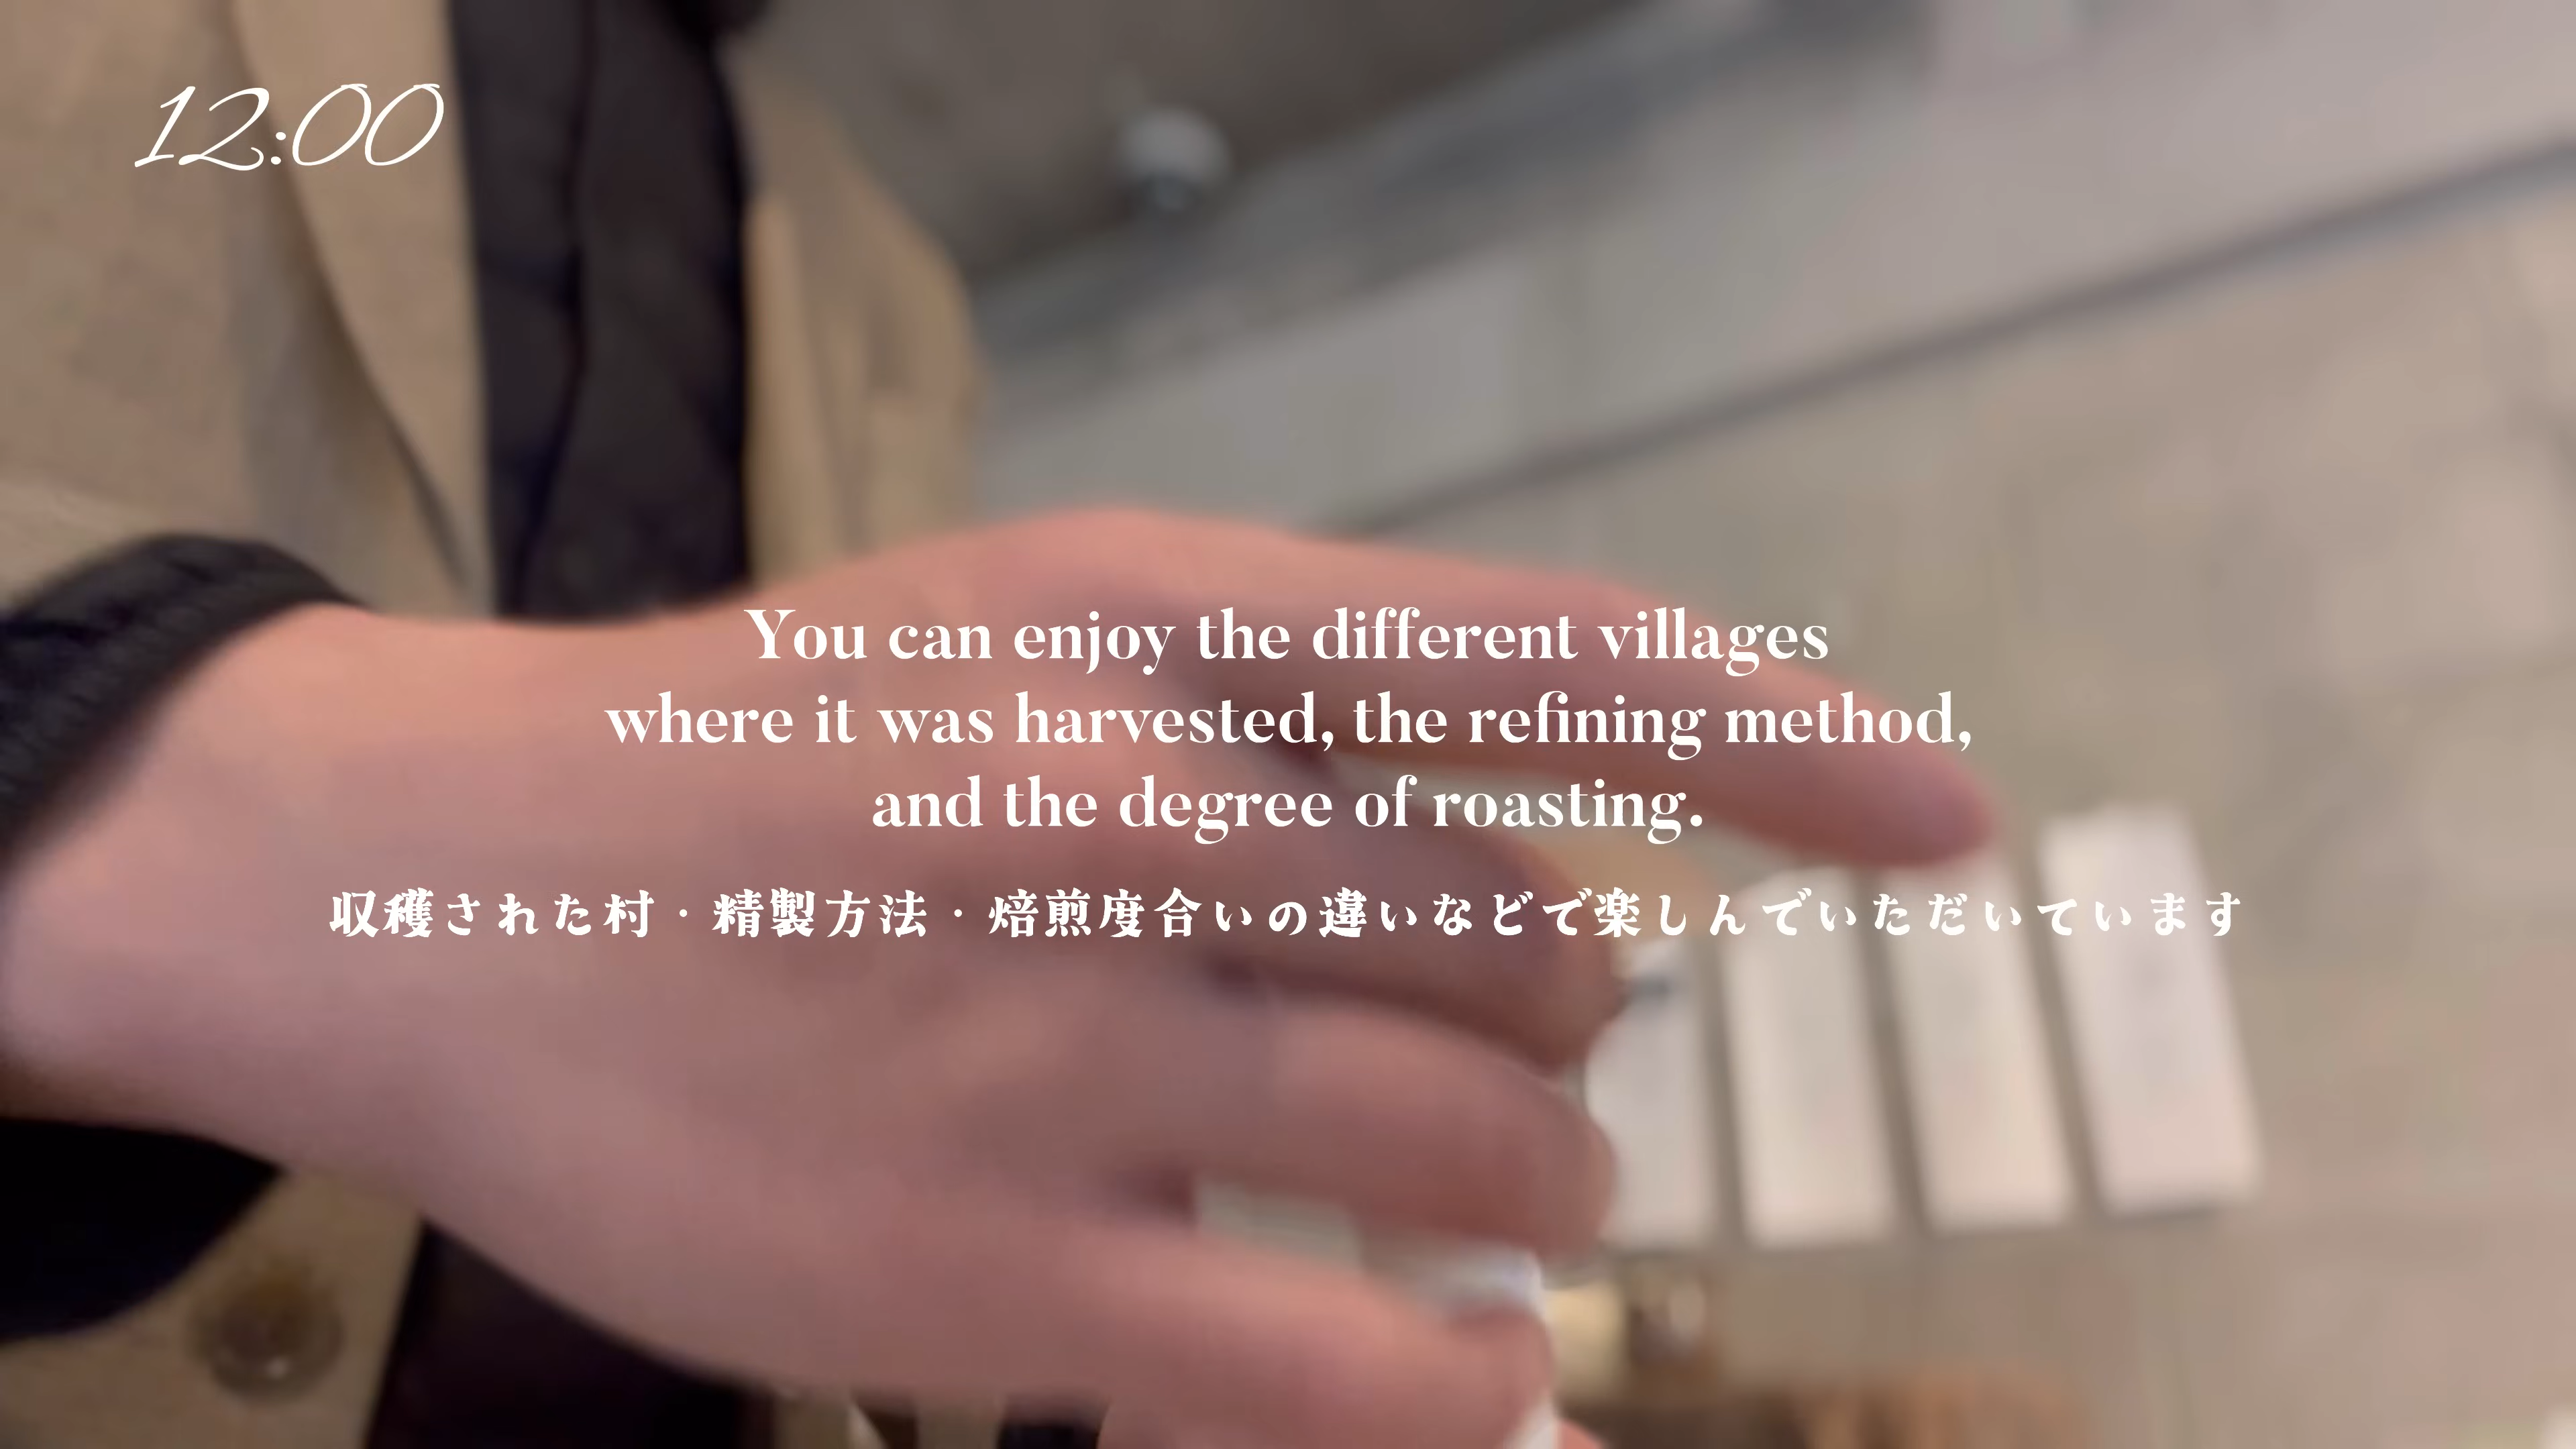 12:00
You can enjoy the different villages
where it was harvested, the refining method,
and the degree of roasting.
収穫された村・精製方法・焙煎度合いの違いなどで楽しんでいただいています